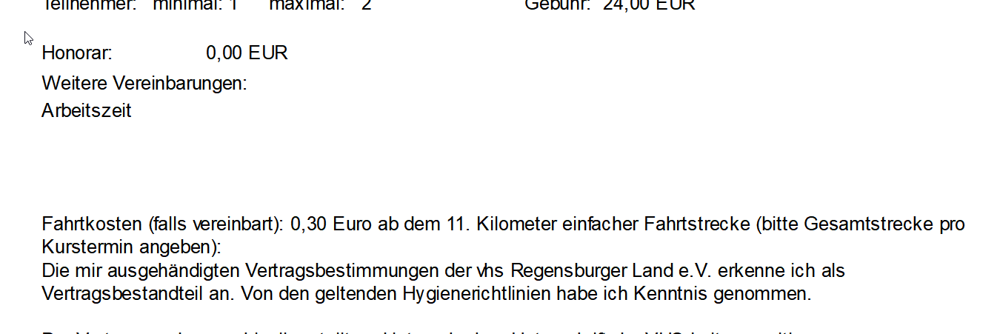 Teilnehmer: minimal: 1 maximal: 2 Gebühr: 24,00 EUR
Honorar: 0,00 EUR
Weitere Vereinbarungen:
Arbeitszeit
Fahrtkosten (falls vereinbart): 0,30 Euro ab dem 11. Kilometer einfacher Fahrtstrecke (bitte Gesamtstrecke pro
Kurstermin angeben):
Die mir ausgehändigten Vertragsbestimmungen der vhs Regensburger Land e.V. erkenne ich als
Vertragsbestandteil an. Von den geltenden Hygienerichtlinien habe ich Kenntnis genommen.